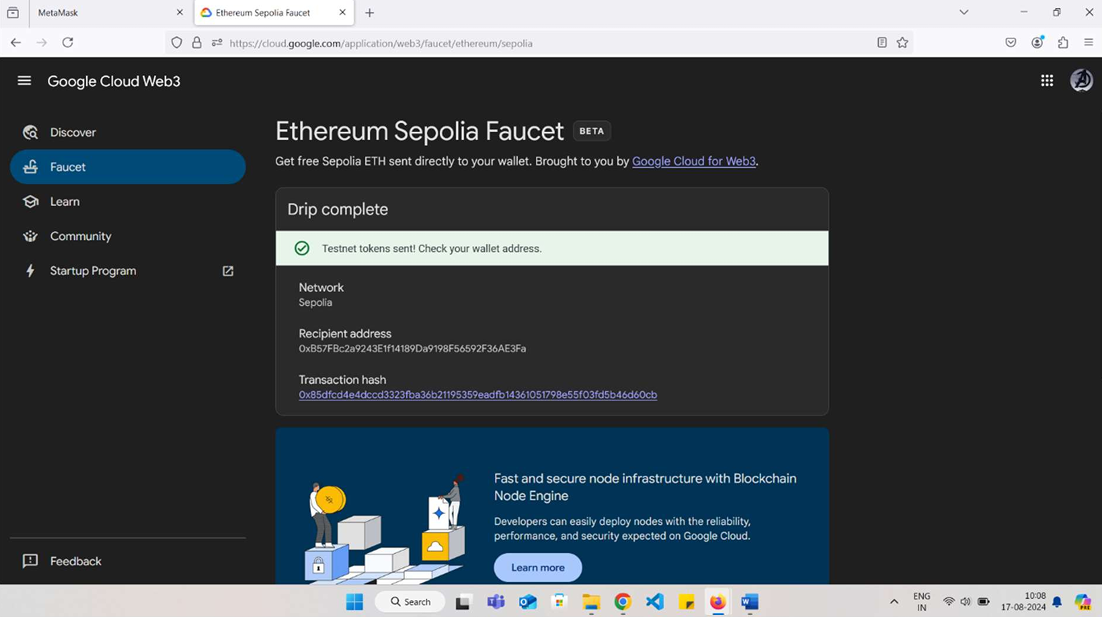 MetaMask
Ethereum Sepolia Faucet
https://cloud.google.com/application/web3/faucet/ethereum/sepolia
Google Cloud Web3
Discover
Faucet
Learn
Community
Startup Program
Feedback
Ethereum Sepolia Faucet BETA
Get free Sepolia ETH sent directly to your wallet. Brought to you by Google Cloud for Web3.
Drip complete
Testnet tokens sent! Check your wallet address.
Network
Sepolia
Recipient address
0xB57FBc2a9243E1f14189Da9198F56592F36AE3Fa
Transaction hash
0x85dfcd4e4dccd3323fba36b21195359eadfb14361051798e55f03fd5b46d60cb
Fast and secure node infrastructure with Blockchain
Node Engine
Developers can easily deploy nodes with the reliability,
performance, and security expected on Google Cloud.
Learn more
Search
ENG
IN
10:08
17-08-2024